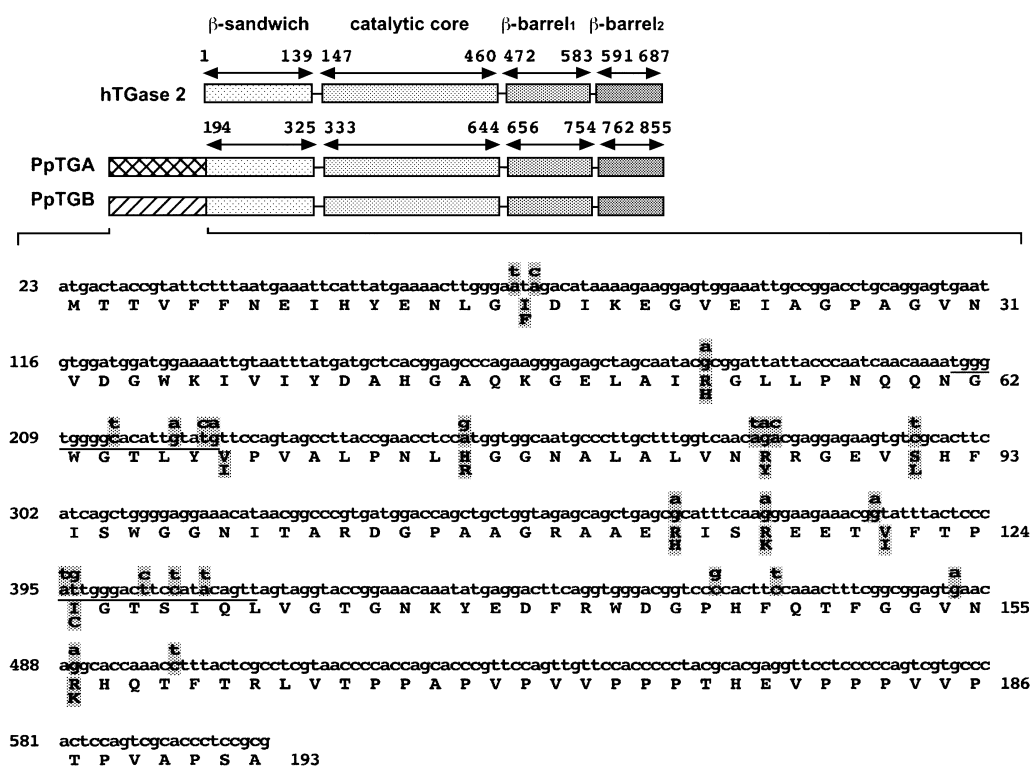 β-sandwich catalytic core β-barrel1 β-barrel2
1 139 147 460 472 583 591 687
hTGase 2
194 325 333 644 656 754 762 855
PpTGA
PpTGB
t c
23 atgactaccgtattctttaatgaaattcattatgaaaacttgggaatagacataaaagaaggagtggaaattgccggacctgcaggagtgaat
M T T V F F N E I H Y E N L G I D I K E G V E I A G P A G V N 31
F
a
116 gtggatggatggaaaattgtaatttatgatgctcacggagcccagaagggagagctagcaatacgcggattattacccaatcaacaaaatggg
V D G W K I V I Y D A H G A Q K G E L A I R G L L P N Q Q N G 62
H
t a ca g tac t
209 tggggcacattgtatgttccagtagccttaccgaacctccatggtggcaatgcccttgctttggtcaacagacgaggagaagtgtcgcacttc
W G T L Y V P V A L P N L H G G N A L A L V N R R G E V S H F 93
I R Y L
a a a
302 atcagctggggaggaaacataacggcccgtgatggaccagctgctggtagagcagctgagcgcatttcaagggaagaaacggtatttactccc
I S W G G N I T A R D G P A A G R A A E R I S R E E T V F T P 124
H K I
tg c t t g t a
395 attgggacttccatacagttagtaggtaccggaaacaaatatgaggacttcaggtgggacggtccccacttccaaactttcggcggagtgaac
I G T S I Q L V G T G N K Y E D F R W D G P H F Q T F G G V N 155
C
a t
488 aggcaccaaacctttactcgcctcgtaaccccaccagcacccgttccagttgttccaccccctacgcacgaggttcctcccccagtcgtgccc
R H Q T F T R L V T P P A P V P V V P P P T H E V P P P V V P 186
K
581 actccagtcgcaccctccgcg
T P V A P S A 193